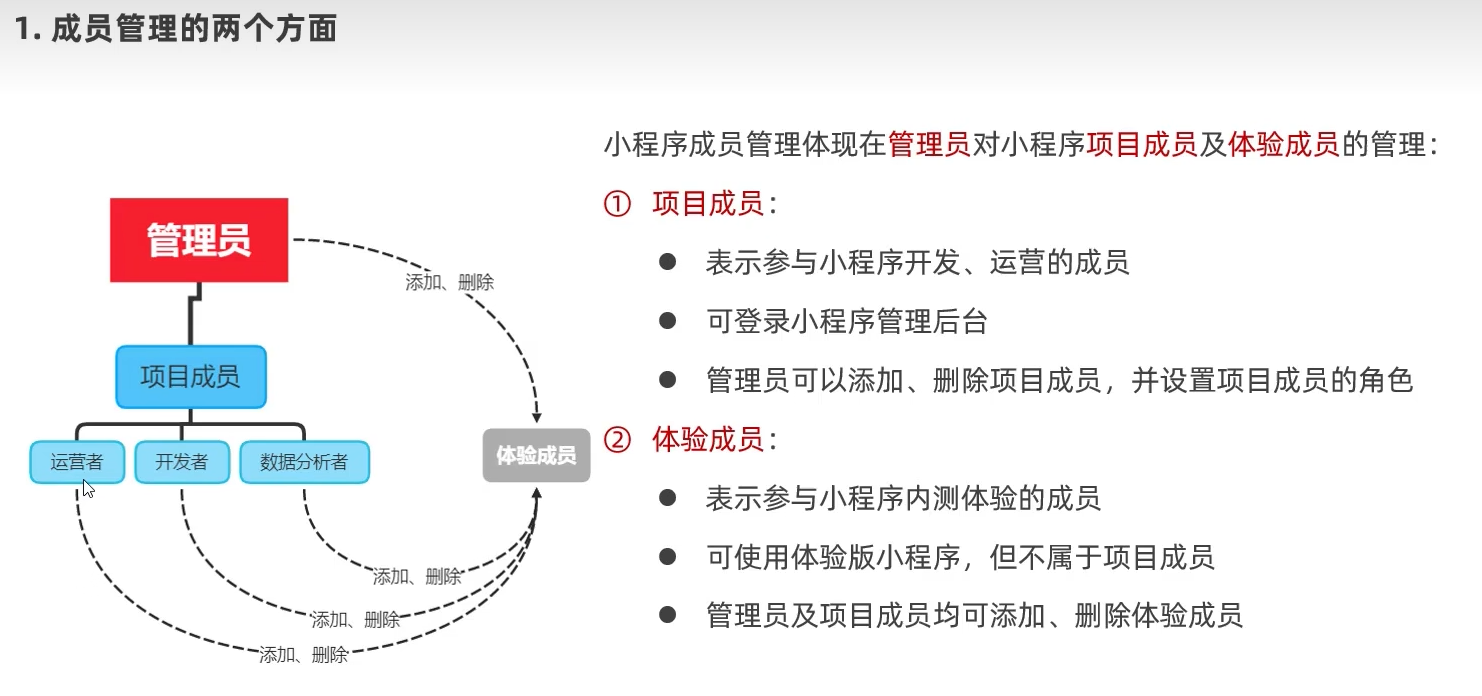 1. 成员管理的两个方面
管理员
添加、删除
项目成员
运营者
开发者
数据分析者
体验成员
添加、删除
添加、删除
添加、删除
小程序成员管理体现在管理员对小程序项目成员及体验成员的管理：
① 项目成员：
● 表示参与小程序开发、运营的成员
● 可登录小程序管理后台
● 管理员可以添加、删除项目成员，并设置项目成员的角色
② 体验成员：
● 表示参与小程序内测体验的成员
● 可使用体验版小程序，但不属于项目成员
● 管理员及项目成员均可添加、删除体验成员